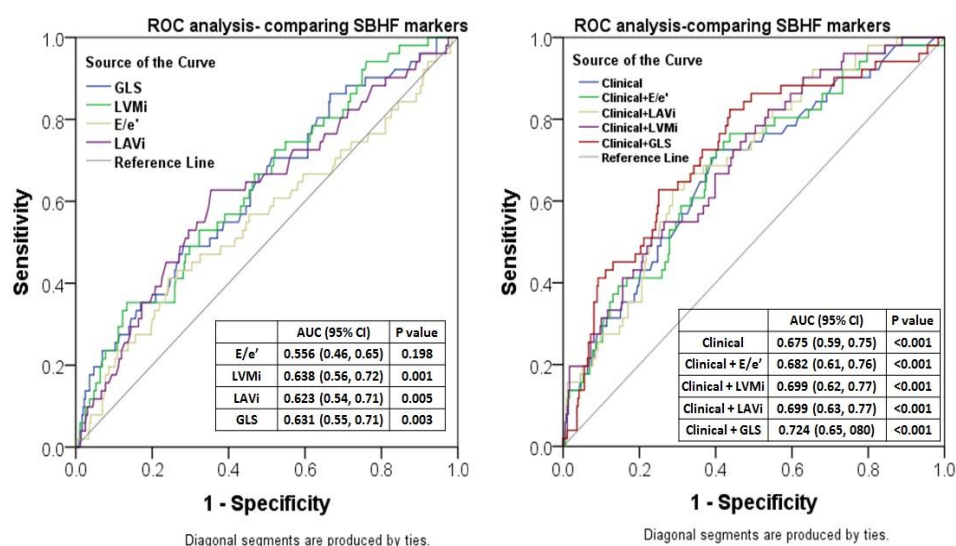 ROC analysis- comparing SBHF markers
Source of the Curve
GLS
LVMi
E/e'
LAVi
Reference Line
Sensitivity
1.0
0.8
0.6
0.4
0.2
0.0
AUC (95% CI) P value
E/e' 0.556 (0.46, 0.65) 0.198
LVMi 0.638 (0.56, 0.72) 0.001
LAVi 0.623 (0.54, 0.71) 0.005
GLS 0.631 (0.55, 0.71) 0.003
0.0 0.2 0.4 0.6 0.8 1.0
1 - Specificity
Diagonal segments are produced by ties.
ROC analysis- comparing SBHF markers
Source of the Curve
Clinical
Clinical+E/e'
Clinical+LAVi
Clinical+LVMi
Clinical+GLS
Reference Line
Sensitivity
1.0
0.8
0.6
0.4
0.2
0.0
AUC (95% CI) P value
Clinical 0.675 (0.59, 0.75) <0.001
Clinical + E/e' 0.682 (0.61, 0.76) <0.001
Clinical + LVMi 0.699 (0.62, 0.77) <0.001
Clinical + LAVi 0.699 (0.63, 0.77) <0.001
Clinical + GLS 0.724 (0.65, 080) <0.001
0.0 0.2 0.4 0.6 0.8 1.0
1 - Specificity
Diagonal segments are produced by ties.